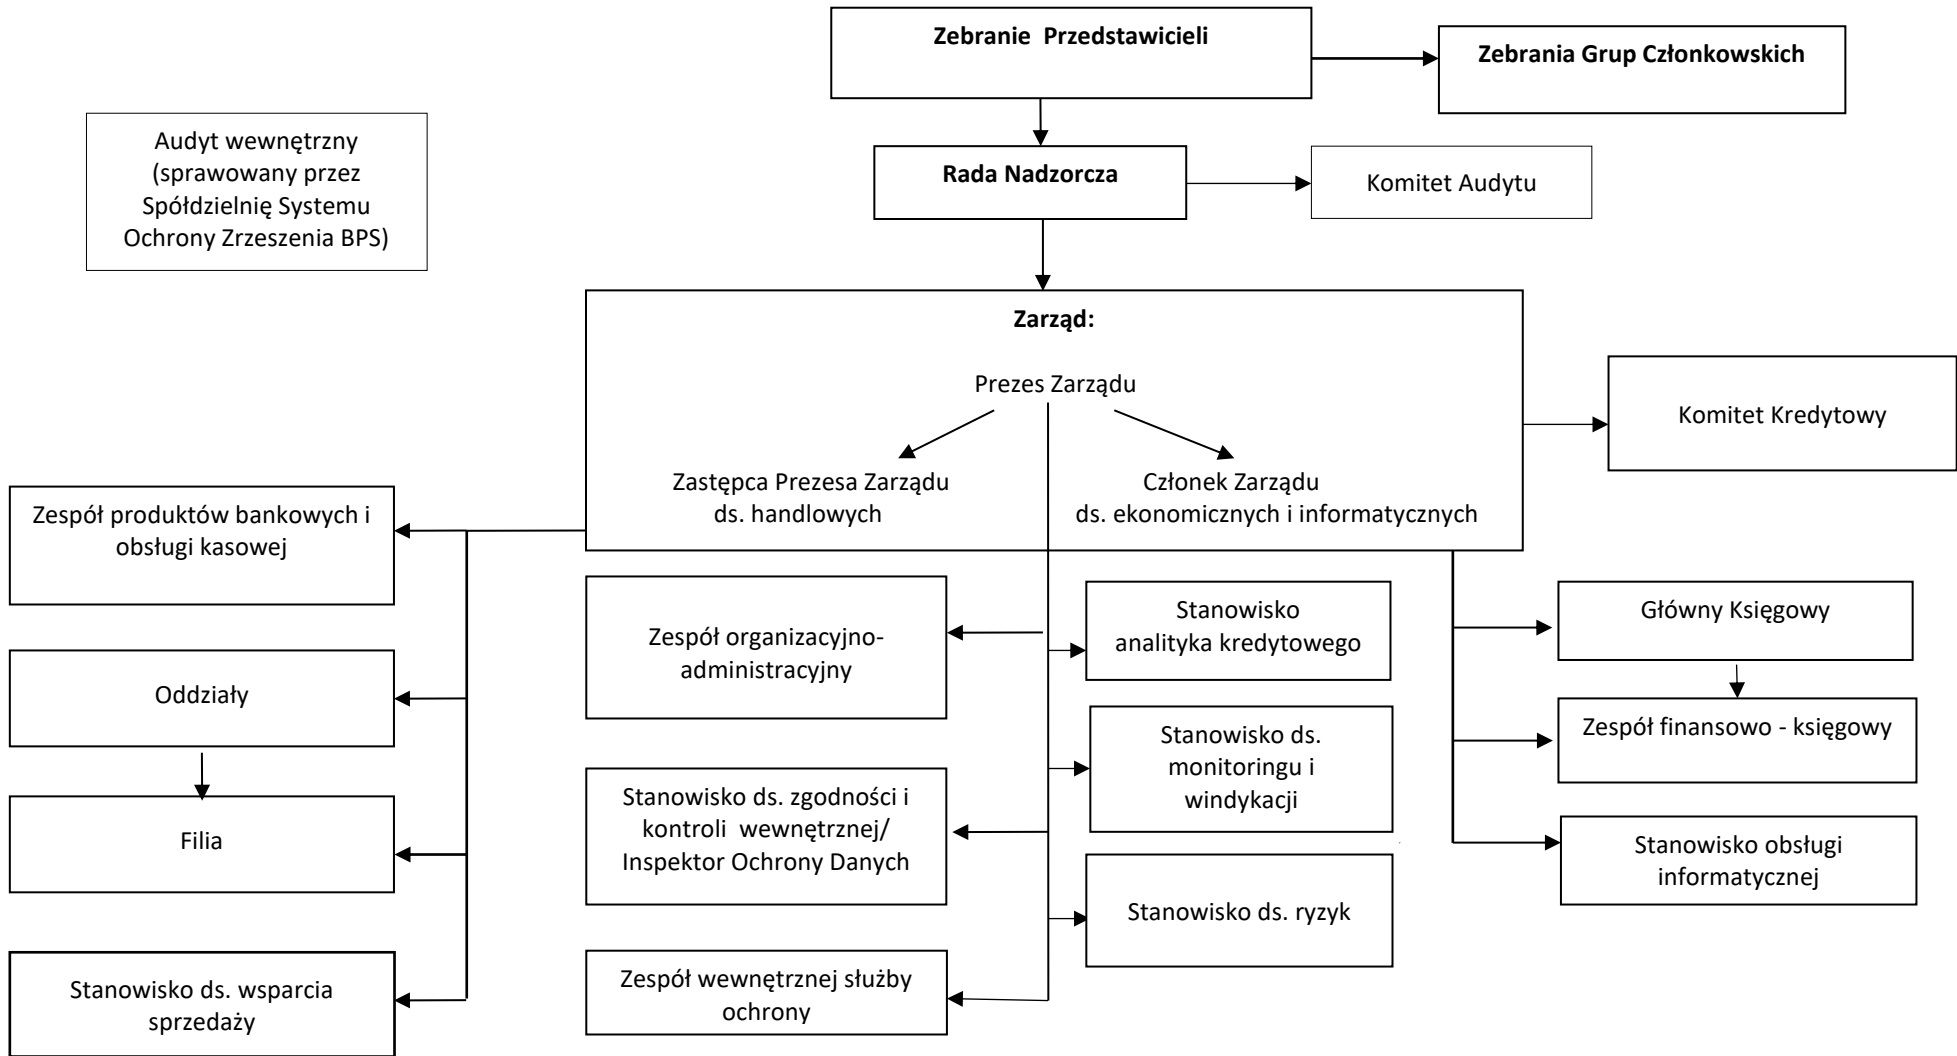 Zebranie Przedstawicieli
Zebrania Grup Członkowskich
Audyt wewnętrzny
(sprawowany przez
Spółdzielnię Systemu
Ochrony Zrzeszenia BPS)
Rada Nadzorcza
Komitet Audytu
Zarząd:
Prezes Zarządu
Zastępca Prezesa Zarządu
ds. handlowych
Członek Zarządu
ds. ekonomicznych i informatycznych
Komitet Kredytowy
Zespół produktów bankowych i
obsługi kasowej
Oddziały
Filia
Stanowisko ds. wsparcia
sprzedaży
Zespół organizacyjno-
administracyjny
Stanowisko ds. zgodności i
kontroli wewnętrznej/
Inspektor Ochrony Danych
Zespół wewnętrznej służby
ochrony
Stanowisko
analityka kredytowego
Stanowisko ds.
monitoringu i
windykacji
Stanowisko ds. ryzyk
Główny Księgowy
Zespół finansowo - księgowy
Stanowisko obsługi
informatycznej